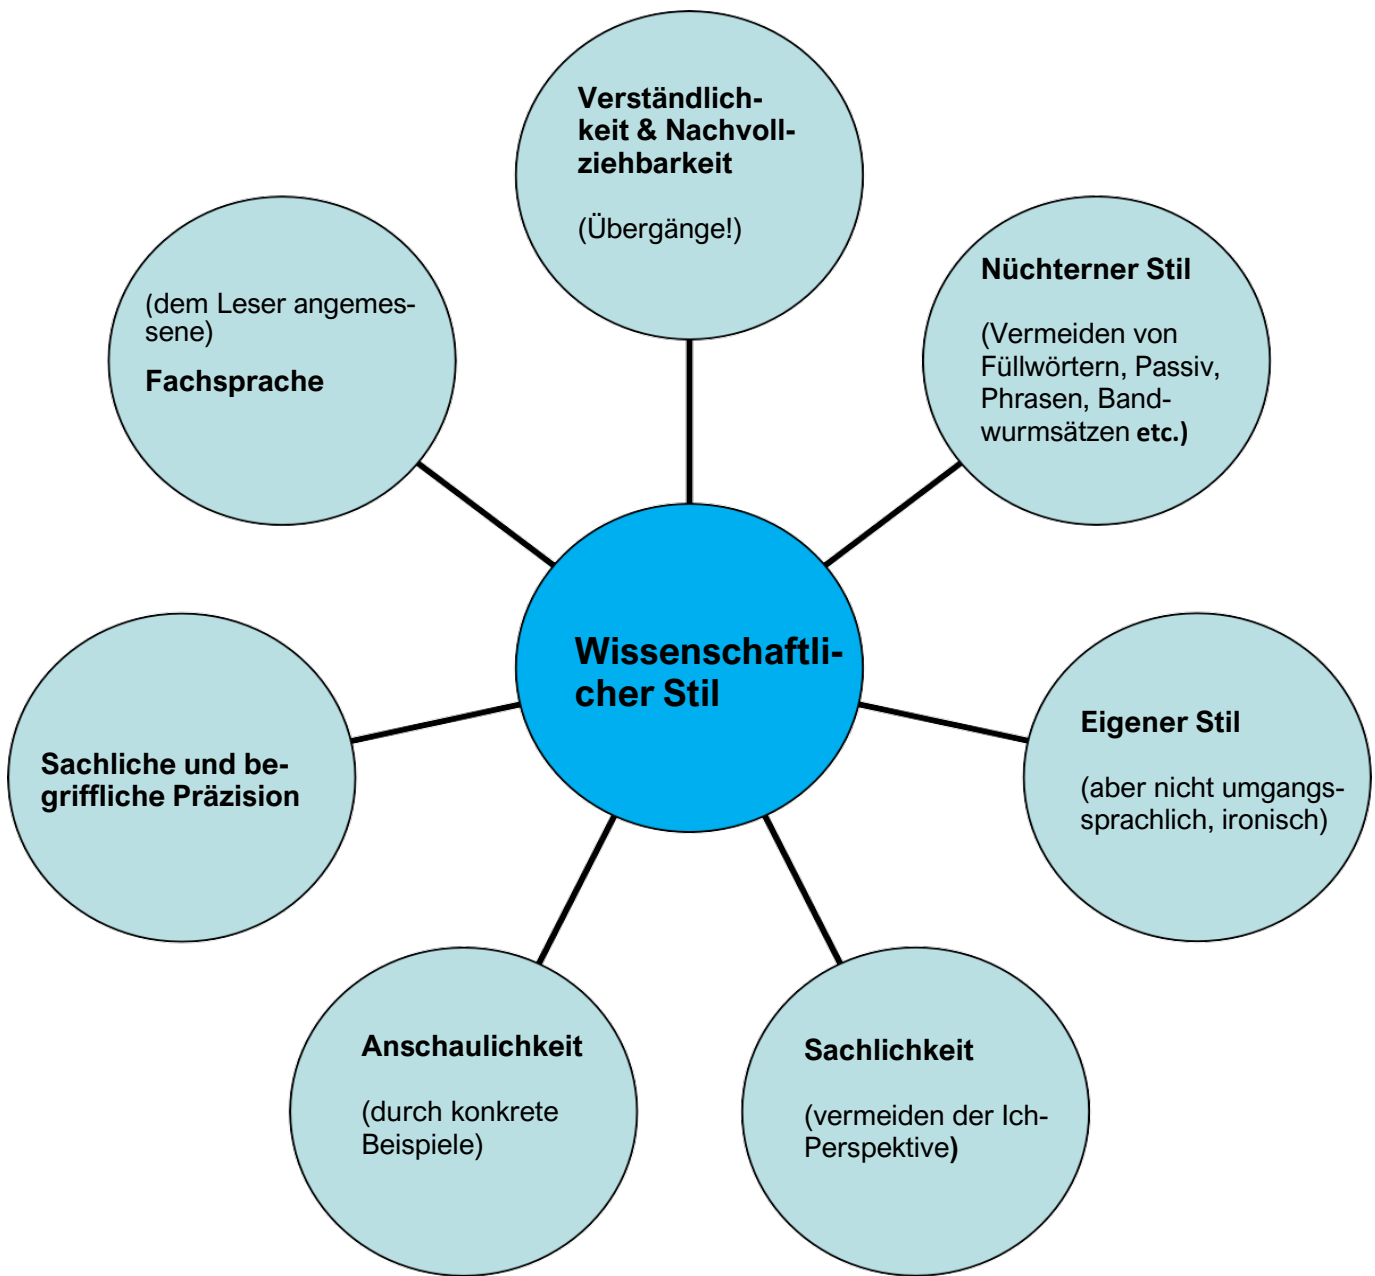 Verständlich-
keit & Nachvoll-
ziehbarkeit
(Übergänge!)
Nüchterner Stil
(Vermeiden von
Füllwörtern, Passiv,
Phrasen, Band-
wurmsätzen etc.)
Eigener Stil
(aber nicht umgangs-
sprachlich, ironisch)
Sachlichkeit
(vermeiden der Ich-
Perspektive)
Anschaulichkeit
(durch konkrete
Beispiele)
Sachliche und be-
griffliche Präzision
(dem Leser angemes-
sene)
Fachsprache
Wissenschaftli-
cher Stil